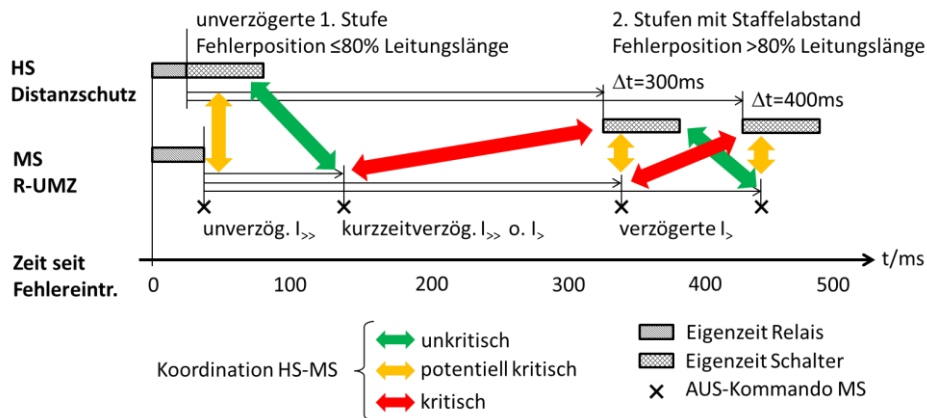 unverzögerte 1. Stufe
Fehlerposition ≤80% Leitungslänge
2. Stufen mit Staffelabstand
Fehlerposition >80% Leitungslänge
HS
Distanzschutz
Δt=300ms
Δt=400ms
MS
R-UMZ
unverzög. I>>
kurzzeitverzög. I>> o. I>
verzögerte I>
Zeit seit
Fehlereintr.
t/ms
0 100 200 300 400 500
Koordination HS-MS
unkritisch
potentiell kritisch
kritisch
Eigenzeit Relais
Eigenzeit Schalter
AUS-Kommando MS